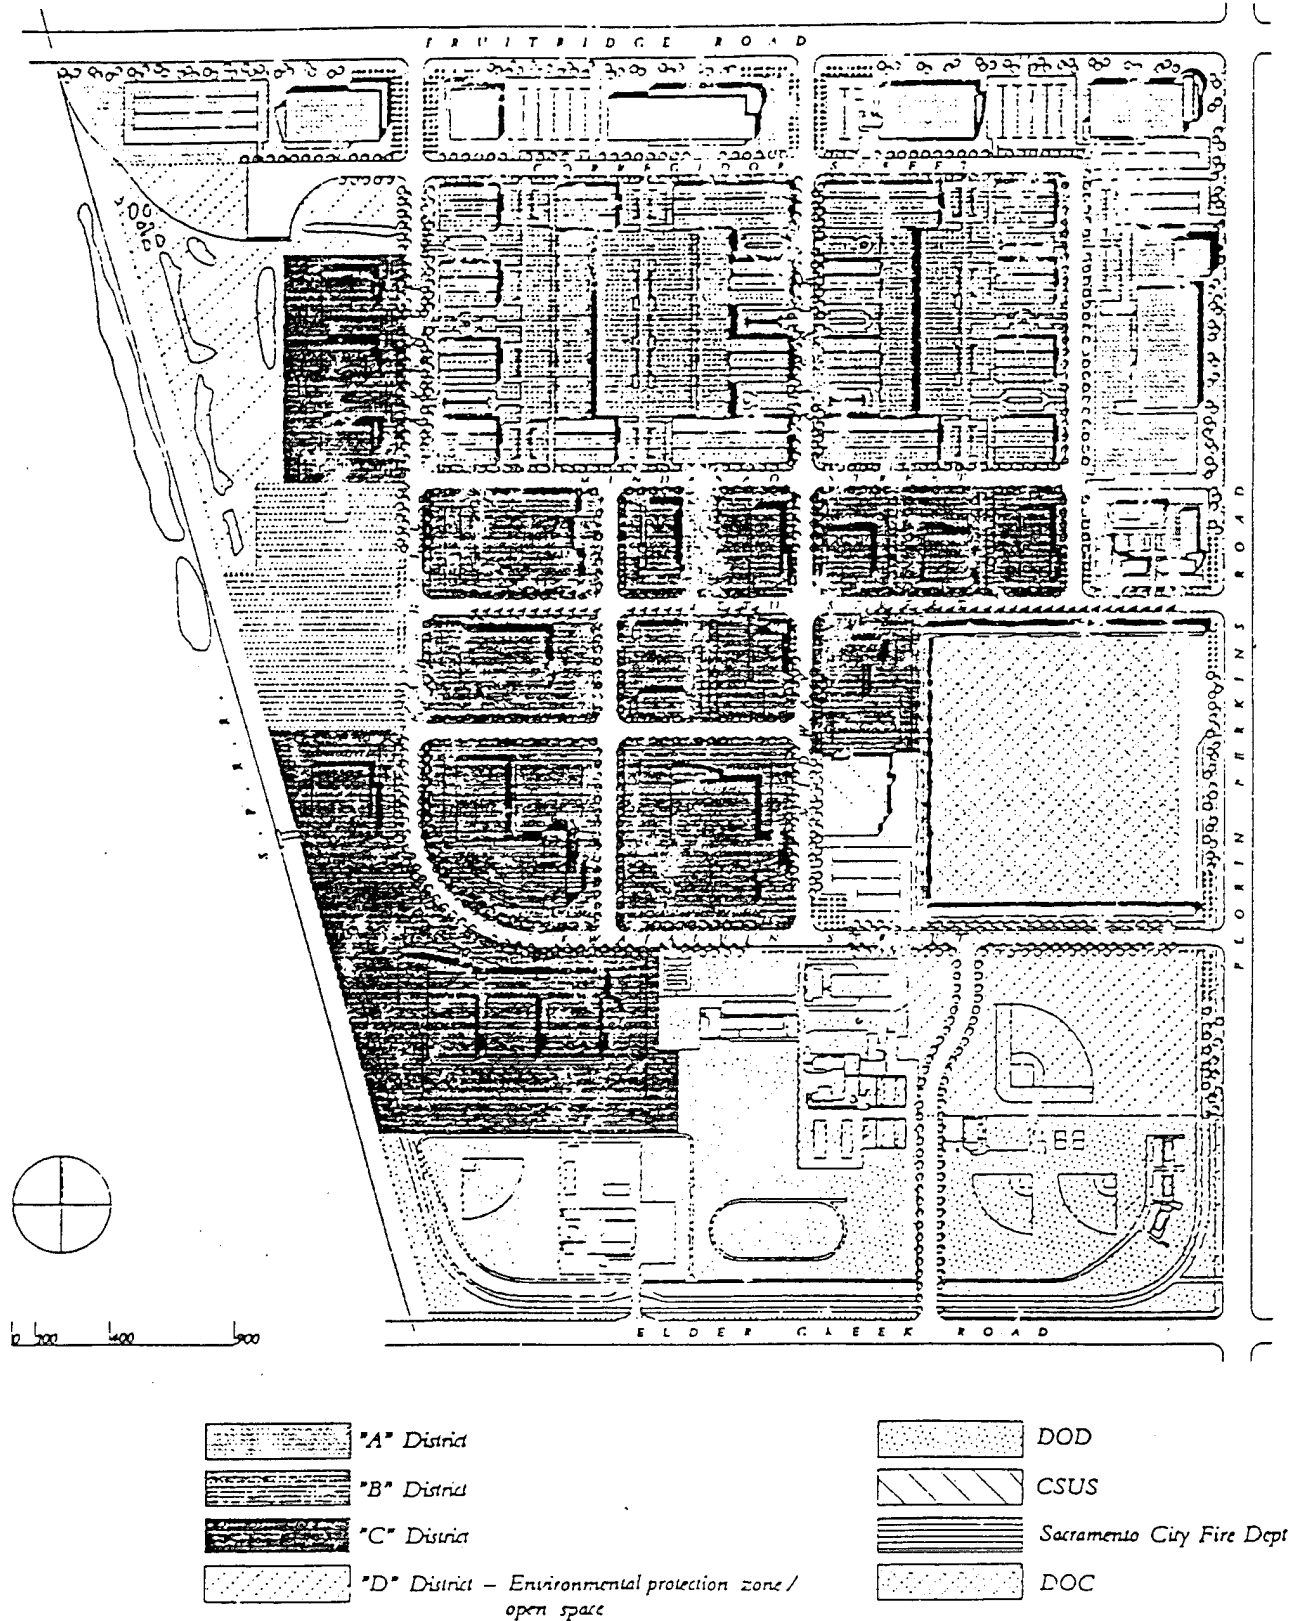 FRUITRIDGE ROAD
ROAD
FLORIN PERKINS
S.P.R.R.
0 200 400 900
ELDER CREEK ROAD
"A" District
"B" District
"C" District
"D" District – Environmental protection zone /
open space
DOD
CSUS
Sacramento City Fire Dept
DOC